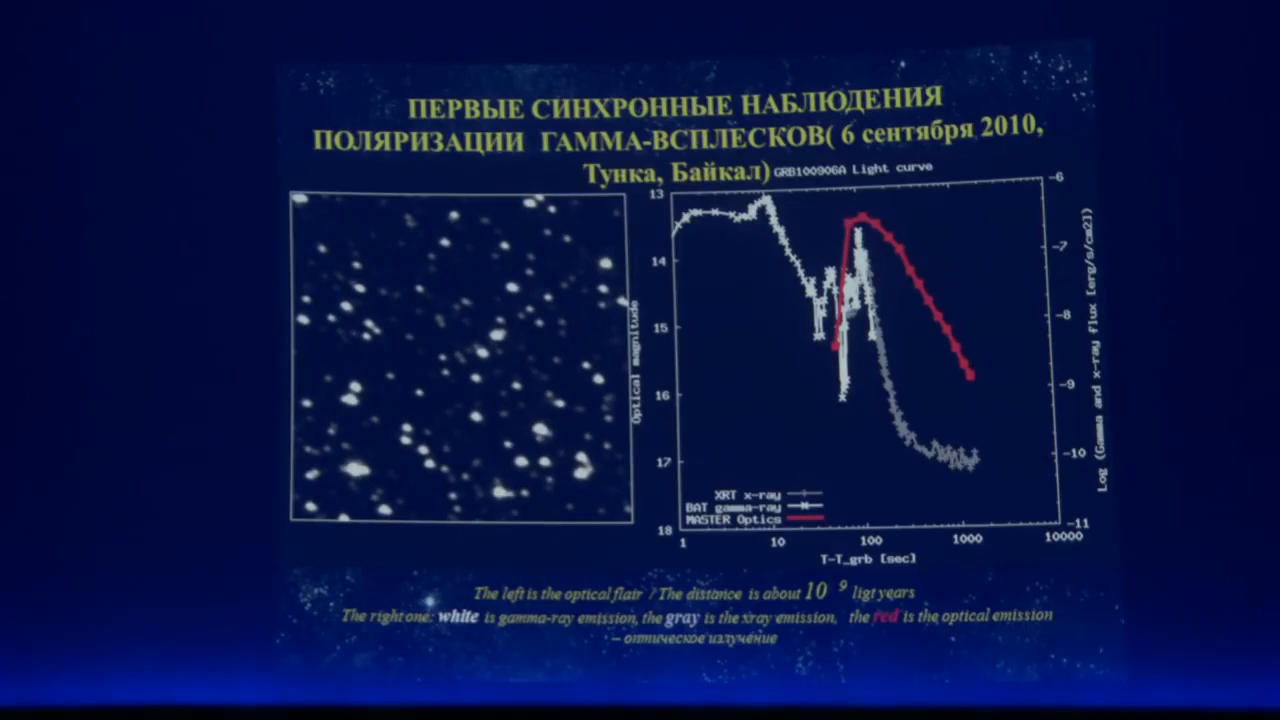 ПЕРВЫЕ СИНХРОННЫЕ НАБЛЮДЕНИЯ
ПОЛЯРИЗАЦИИ ГАММА-ВСПЛЕСКОВ( 6 сентября 2010,
Тунка, Байкал)
GRB100906A Light curve
Optical magnitude
13
14
15
16
17
18
-6
-7
-8
-9
-10
-11
Log (Gamma and x-ray flux [erg/s/cm2])
XRT x-ray
BAT gamma-ray
MASTER Optics
1 10 100 1000 10000
T-T_grb [sec]
The left is the optical flair / The distance is about 10 9 ligt years
The right one: white is gamma-ray emission, the gray is the xray emission, the red is the optical emission
– оптическое излучение